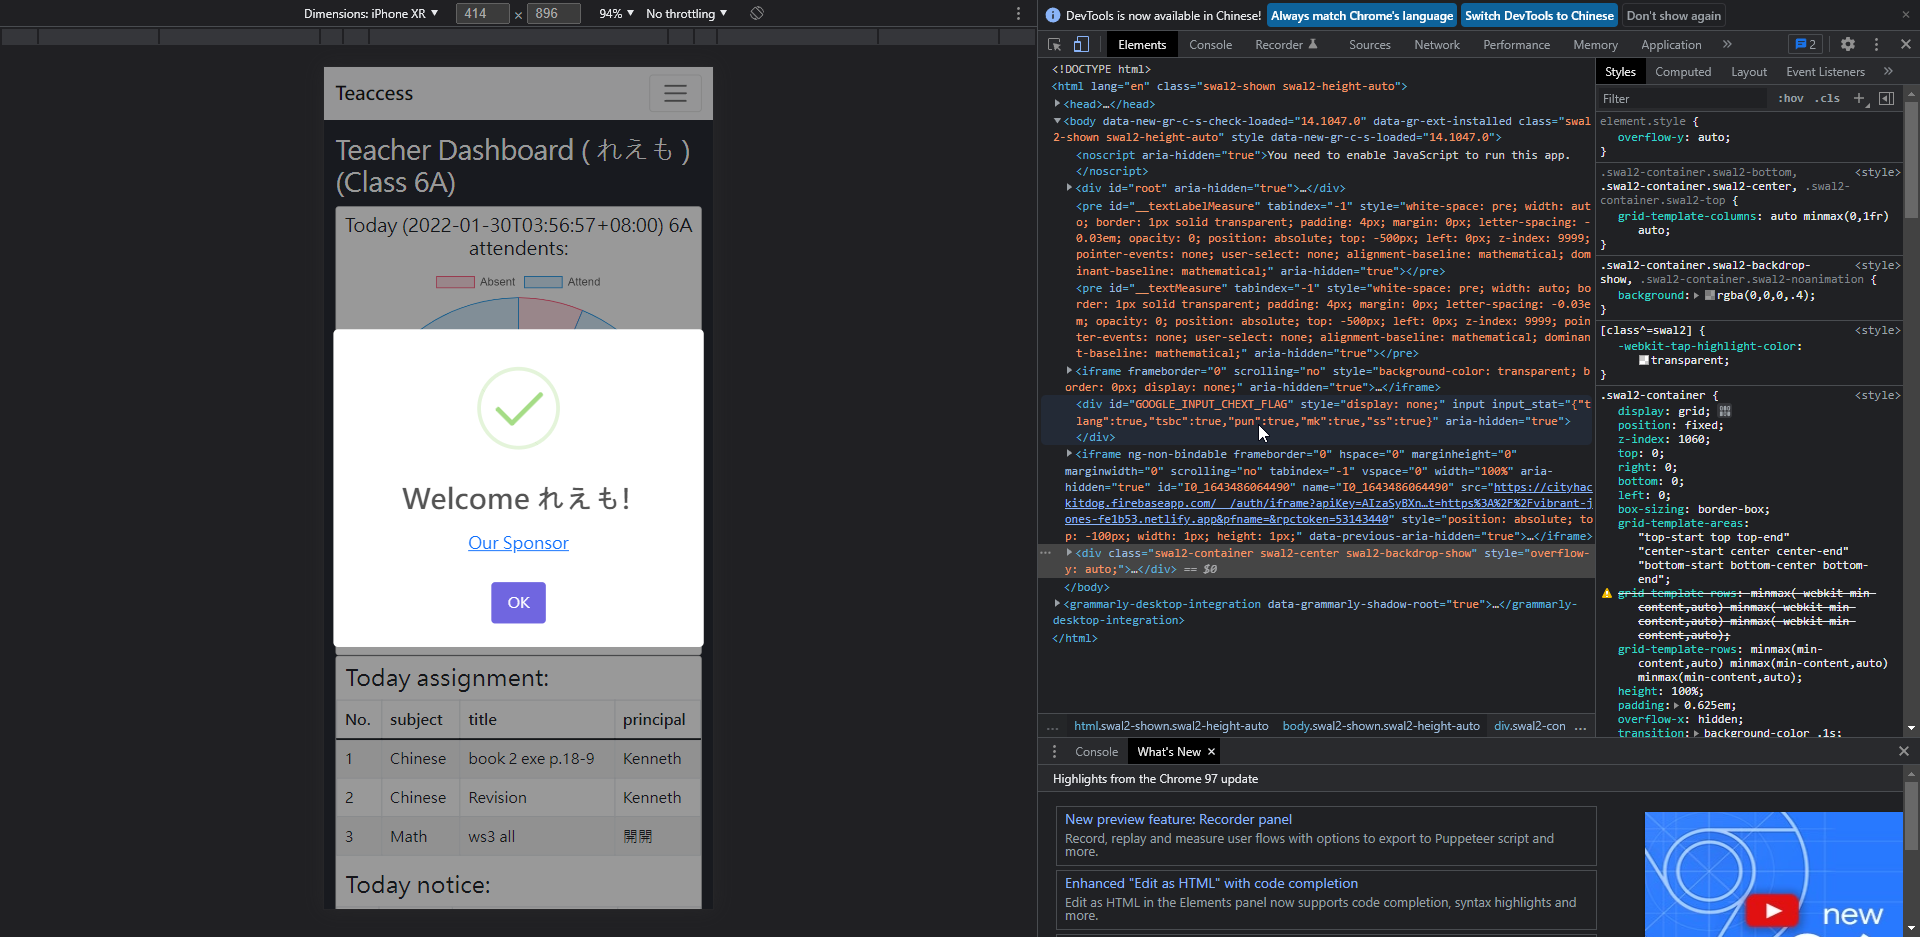 Dimensions: iPhone XR ▼ 414 × 896 94% ▼ No throttling ▼
Teaccess
Teacher Dashboard ( れえも )
(Class 6A)
Today (2022-01-30T03:56:57+08:00) 6A
attendents:
Absent Attend
Welcome れえも!
Our Sponsor
OK
Today assignment:
No. subject title principal
1 Chinese book 2 exe p.18-9 Kenneth
2 Chinese Revision Kenneth
3 Math ws3 all 開開
Today notice:
DevTools is now available in Chinese! Always match Chrome's language Switch DevTools to Chinese Don't show again
Elements Console Recorder Sources Network Performance Memory Application » 2
<!DOCTYPE html>
<html lang="en" class="swal2-shown swal2-height-auto">
<head>…</head>
<body data-new-gr-c-s-check-loaded="14.1047.0" data-gr-ext-installed class="swal
2-shown swal2-height-auto" style data-new-gr-c-s-loaded="14.1047.0">
<noscript aria-hidden="true">You need to enable JavaScript to run this app.
</noscript>
<div id="root" aria-hidden="true">…</div>
<pre id="__textLabelMeasure" tabindex="-1" style="white-space: pre; width: aut
o; border: 1px solid transparent; padding: 4px; margin: 0px; letter-spacing: -
0.03em; opacity: 0; position: absolute; top: -500px; left: 0px; z-index: 9999;
pointer-events: none; user-select: none; alignment-baseline: mathematical; dom
inant-baseline: mathematical;" aria-hidden="true"></pre>
<pre id="__textMeasure" tabindex="-1" style="white-space: pre; width: auto; bo
rder: 1px solid transparent; padding: 4px; margin: 0px; letter-spacing: -0.03e
m; opacity: 0; position: absolute; top: -500px; left: 0px; z-index: 9999; poin
ter-events: none; user-select: none; alignment-baseline: mathematical; dominan
t-baseline: mathematical;" aria-hidden="true"></pre>
<iframe frameborder="0" scrolling="no" style="background-color: transparent; b
order: 0px; display: none;" aria-hidden="true">…</iframe>
<div id="GOOGLE_INPUT_CHEXT_FLAG" style="display: none;" input input_stat="{"t
lang":true,"tsbc":true,"pun":true,"mk":true,"ss":true}" aria-hidden="true">
</div>
<iframe ng-non-bindable frameborder="0" hspace="0" marginheight="0"
marginwidth="0" scrolling="no" tabindex="-1" vspace="0" width="100%" aria-
hidden="true" id="I0_1643486064490" name="I0_1643486064490" src="https://cityhac
kitdog.firebaseapp.com/__/auth/iframe?apiKey=AIzaSyBXn…t=https%3A%2F%2Fvibrant-j
ones-fe1b53.netlify.app&pfname=&rpctoken=53143440" style="position: absolute; to
p: -100px; width: 1px; height: 1px;" data-previous-aria-hidden="true">…</iframe>
… <div class="swal2-container swal2-center swal2-backdrop-show" style="overflow-
y: auto;">…</div> == $0
</body>
<grammarly-desktop-integration data-grammarly-shadow-root="true">…</grammarly-
desktop-integration>
</html>
… html.swal2-shown.swal2-height-auto body.swal2-shown.swal2-height-auto div.swal2-con …
Styles Computed Layout Event Listeners »
Filter :hov .cls +
element.style {
overflow-y: auto;
}
.swal2-container.swal2-bottom, <style>
.swal2-container.swal2-center, .swal2-
container.swal2-top {
grid-template-columns: auto minmax(0,1fr)
auto;
}
.swal2-container.swal2-backdrop- <style>
show, .swal2-container.swal2-noanimation {
background: rgba(0,0,0,.4);
}
[class^=swal2] { <style>
-webkit-tap-highlight-color:
transparent;
}
.swal2-container { <style>
display: grid;
position: fixed;
z-index: 1060;
top: 0;
right: 0;
bottom: 0;
left: 0;
box-sizing: border-box;
grid-template-areas:
"top-start top top-end"
"center-start center center-end"
"bottom-start bottom-center bottom-
end";
grid-template-rows: minmax(-webkit-min-
content,auto) minmax(-webkit-min-
content,auto) minmax(-webkit-min-
content,auto);
grid-template-rows: minmax(min-
content,auto) minmax(min-content,auto)
minmax(min-content,auto);
height: 100%;
padding: 0.625em;
overflow-x: hidden;
transition: background-color .1s;
Console What's New ×
Highlights from the Chrome 97 update
New preview feature: Recorder panel
Record, replay and measure user flows with options to export to Puppeteer script and
more.
Enhanced "Edit as HTML" with code completion
Edit as HTML in the Elements panel now supports code completion, syntax highlights and
more.
new